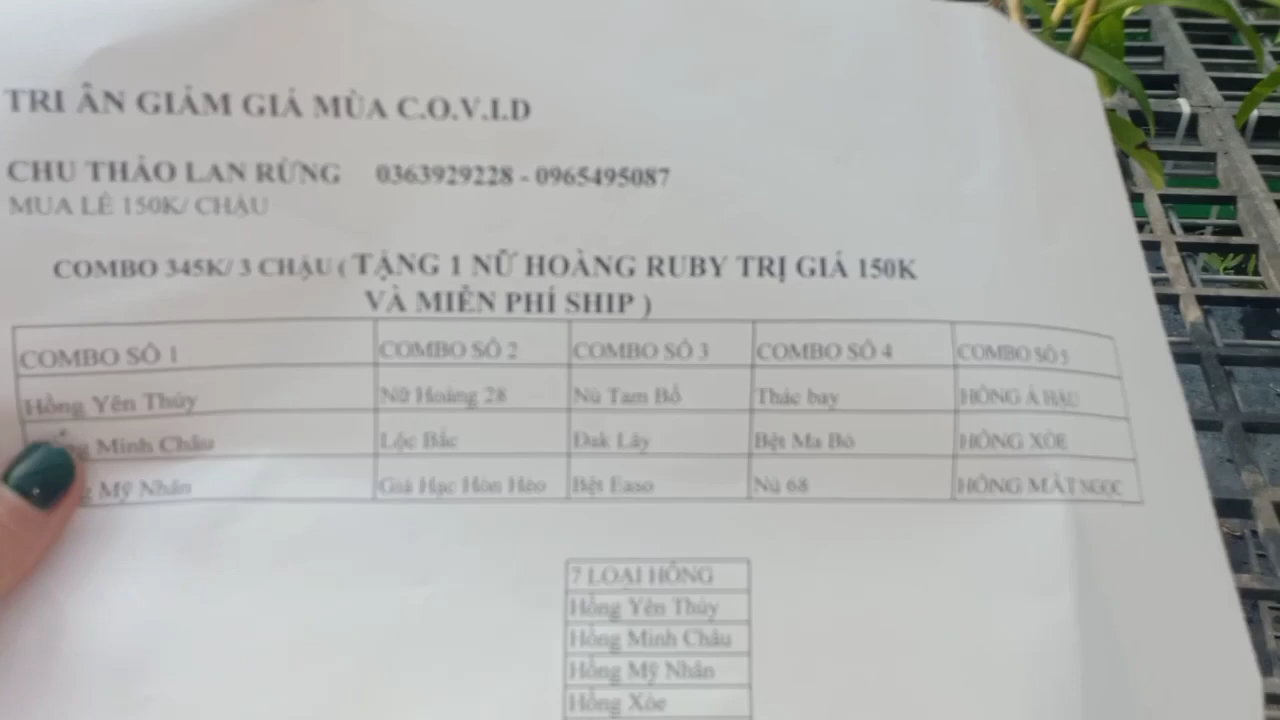 TRI ÂN GIẢM GIÁ MÙA C.O.V.I.D
CHU THẢO LAN RỪNG 0363929228 - 0965495087
MUA LẺ 150K/ CHẬU
COMBO 345K/ 3 CHẬU ( TẶNG 1 NỮ HOÀNG RUBY TRỊ GIÁ 150K
VÀ MIỄN PHÍ SHIP )
COMBO SỐ 1 COMBO SỐ 2 COMBO SỐ 3 COMBO SỐ 4 COMBO SỐ 5
Hồng Yên Thủy Nữ Hoàng 28 Nù Tam Bố Thác bay HỒNG Á HẬU
Minh Châu Lộc Bắc Đak Lây Bệt Ma Bó HỒNG XÒE
Mỹ Nhân Giả Hạc Hòn Hèo Bệt Easo Nù 68 HỒNG MẮT NGỌC
7 LOẠI HỒNG
Hồng Yên Thủy
Hồng Minh Châu
Hồng Mỹ Nhân
Hồng Xòe